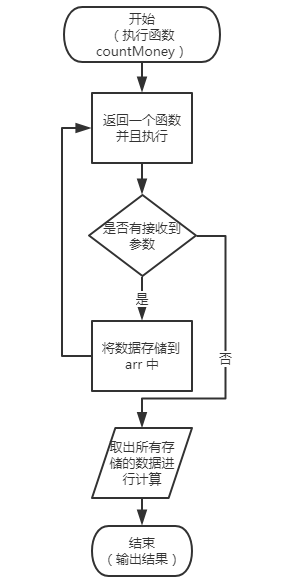 开始
（执行函数
countMoney）
返回一个函数
并且执行
是否有接收到
参数
是
将数据存储到
arr 中
否
取出所有存
储的数据进
行计算
结束
（输出结果）